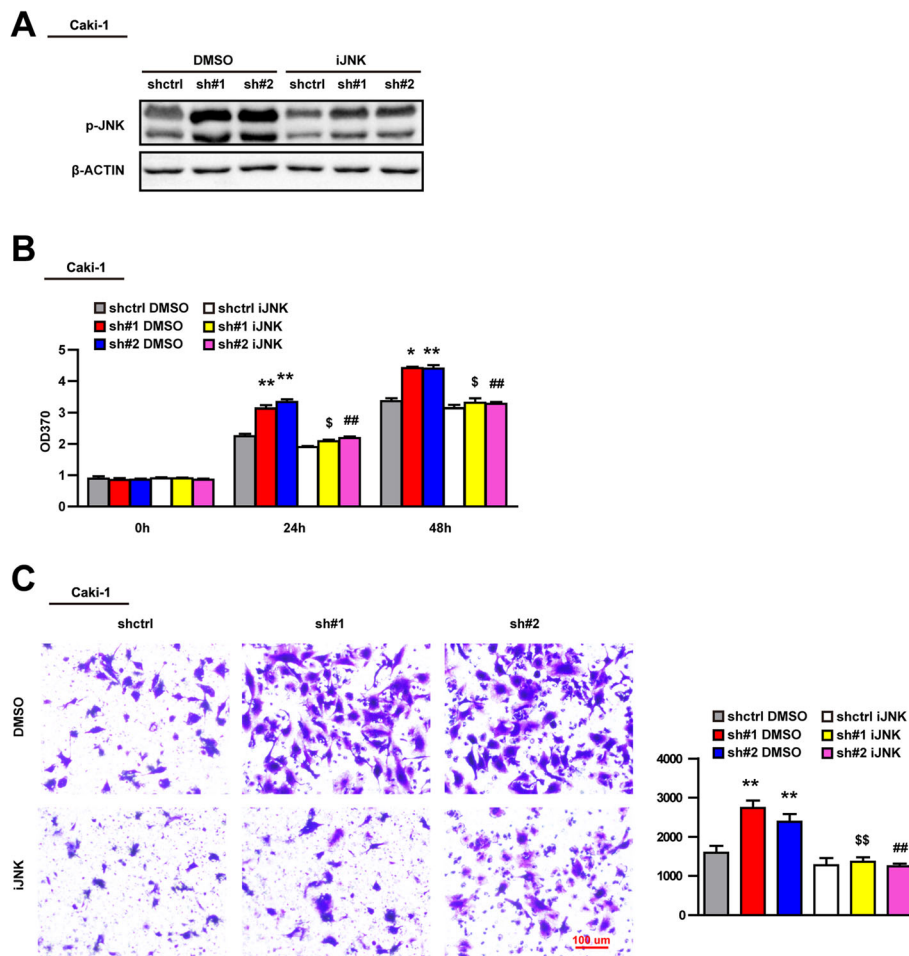 A
Caki-1
DMSO iJNK
shctrl sh#1 sh#2 shctrl sh#1 sh#2
p-JNK
β-ACTIN
B
Caki-1
shctrl DMSO shctrl iJNK
sh#1 DMSO sh#1 iJNK
sh#2 DMSO sh#2 iJNK
5
4
3
2
1
0
OD370
** ** $ ##
* ** $ ##
0h 24h 48h
C
Caki-1
shctrl sh#1 sh#2
DMSO
iJNK
100 um
shctrl DMSO shctrl iJNK
sh#1 DMSO sh#1 iJNK
sh#2 DMSO sh#2 iJNK
4000
3000
2000
1000
0
** ** $$ ##